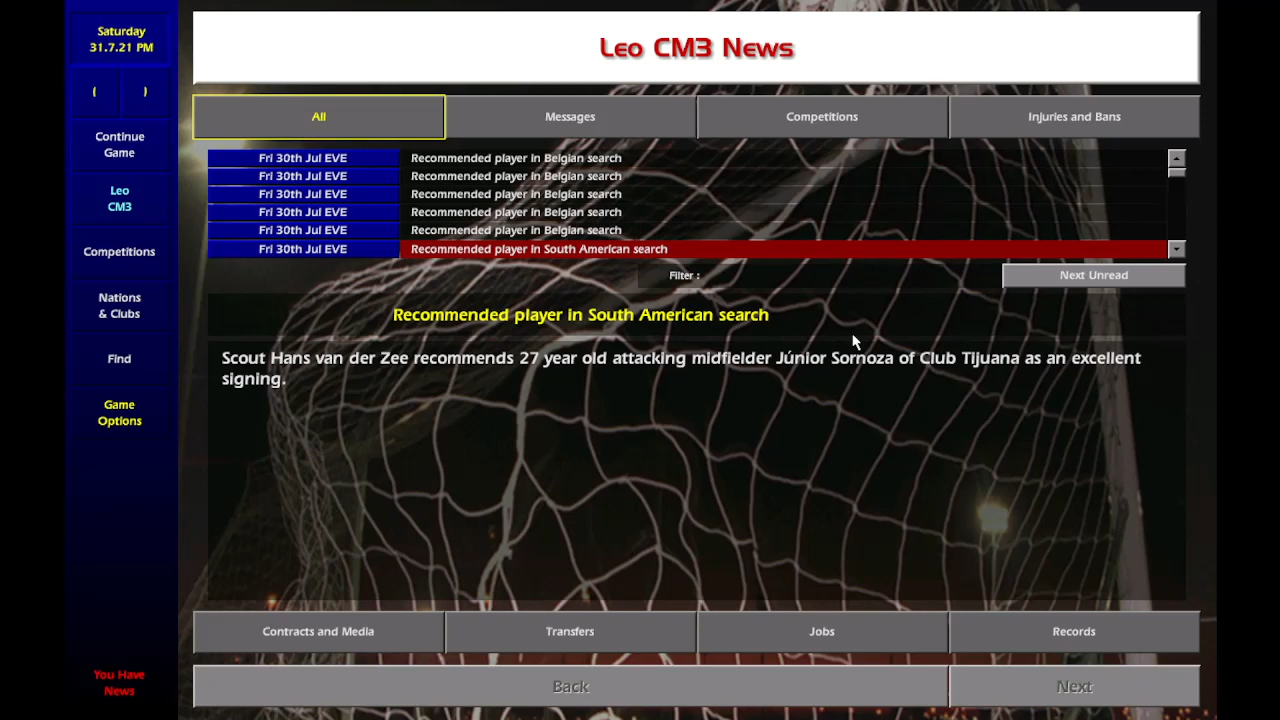 Saturday
31.7.21 PM
( )
Continue
Game
Leo
CM3
Competitions
Nations
& Clubs
Find
Game
Options
You Have
News
Leo CM3 News
All Messages Competitions Injuries and Bans
Fri 30th Jul EVE Recommended player in Belgian search
Fri 30th Jul EVE Recommended player in Belgian search
Fri 30th Jul EVE Recommended player in Belgian search
Fri 30th Jul EVE Recommended player in Belgian search
Fri 30th Jul EVE Recommended player in Belgian search
Fri 30th Jul EVE Recommended player in South American search
Filter : Next Unread
Recommended player in South American search
Scout Hans van der Zee recommends 27 year old attacking midfielder Júnior Sornoza of Club Tijuana as an excellent
signing.
Contracts and Media Transfers Jobs Records
Back Next